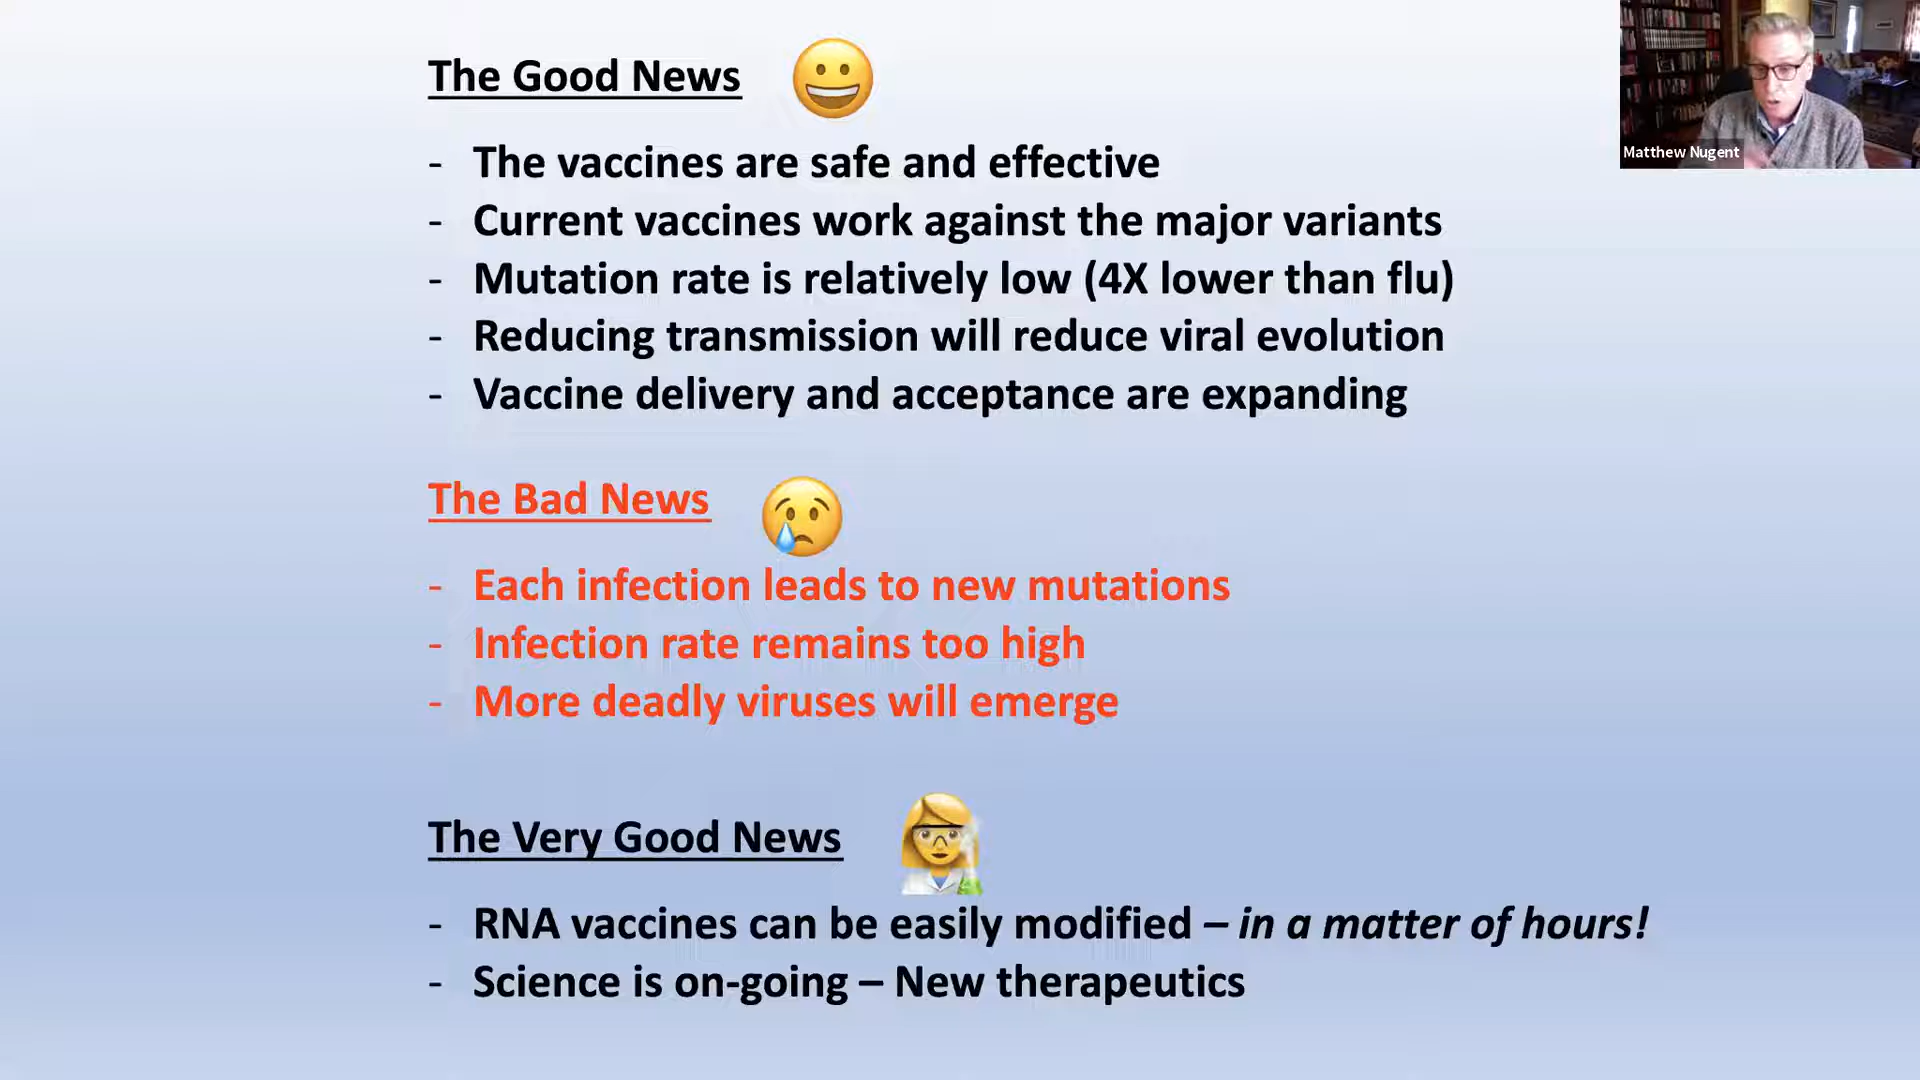 The Good News
- The vaccines are safe and effective
- Current vaccines work against the major variants
- Mutation rate is relatively low (4X lower than flu)
- Reducing transmission will reduce viral evolution
- Vaccine delivery and acceptance are expanding
The Bad News
- Each infection leads to new mutations
- Infection rate remains too high
- More deadly viruses will emerge
The Very Good News
- RNA vaccines can be easily modified – in a matter of hours!
- Science is on-going – New therapeutics
Matthew Nugent